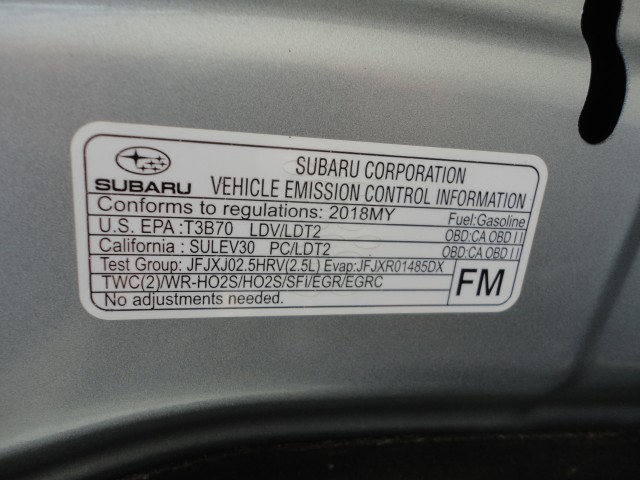 SUBARU
SUBARU CORPORATION
VEHICLE EMISSION CONTROL INFORMATION
Conforms to regulations: 2018MY Fuel:Gasoline
U.S. EPA :T3B70 LDV/LDT2 OBD:CA OBD II
California : SULEV30 PC/LDT2 OBD:CA OBD II
Test Group: JFJXJ02.5HRV(2.5L) Evap:JFJXR01485DX
TWC(2)/WR-HO2S/HO2S/SFI/EGR/EGRC
No adjustments needed.
FM